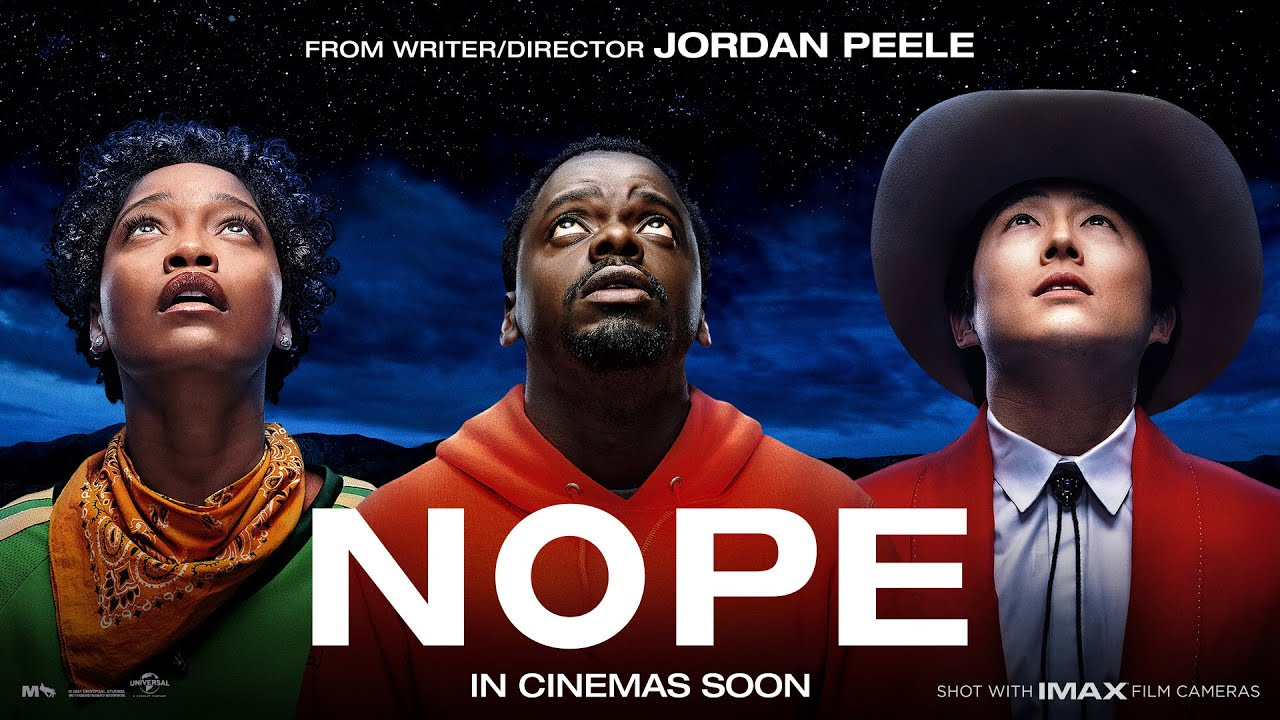 FROM WRITER/DIRECTOR JORDAN PEELE
NOPE
IN CINEMAS SOON
SHOT WITH IMAX FILM CAMERAS
M
UNIVERSAL